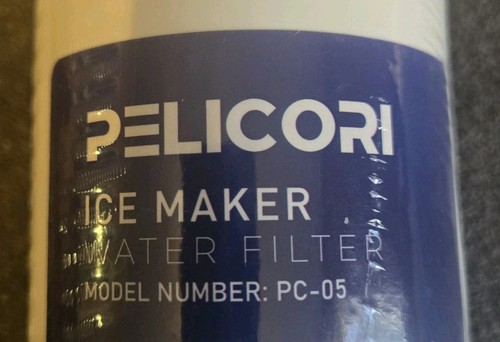 PELICORI
ICE MAKER
WATER FILTER
MODEL NUMBER: PC-05